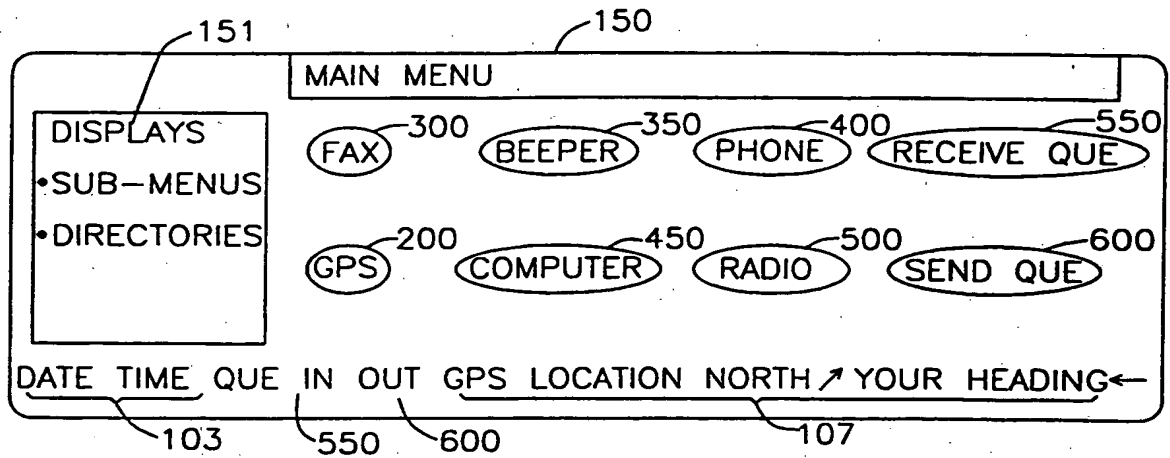 151
150
MAIN MENU
DISPLAYS
•SUB-MENUS
•DIRECTORIES
FAX 300 BEEPER 350 PHONE 400 RECEIVE QUE 550
GPS 200 COMPUTER 450 RADIO 500 SEND QUE 600
DATE TIME QUE IN OUT GPS LOCATION NORTH↗YOUR HEADING←
103 550 600 107